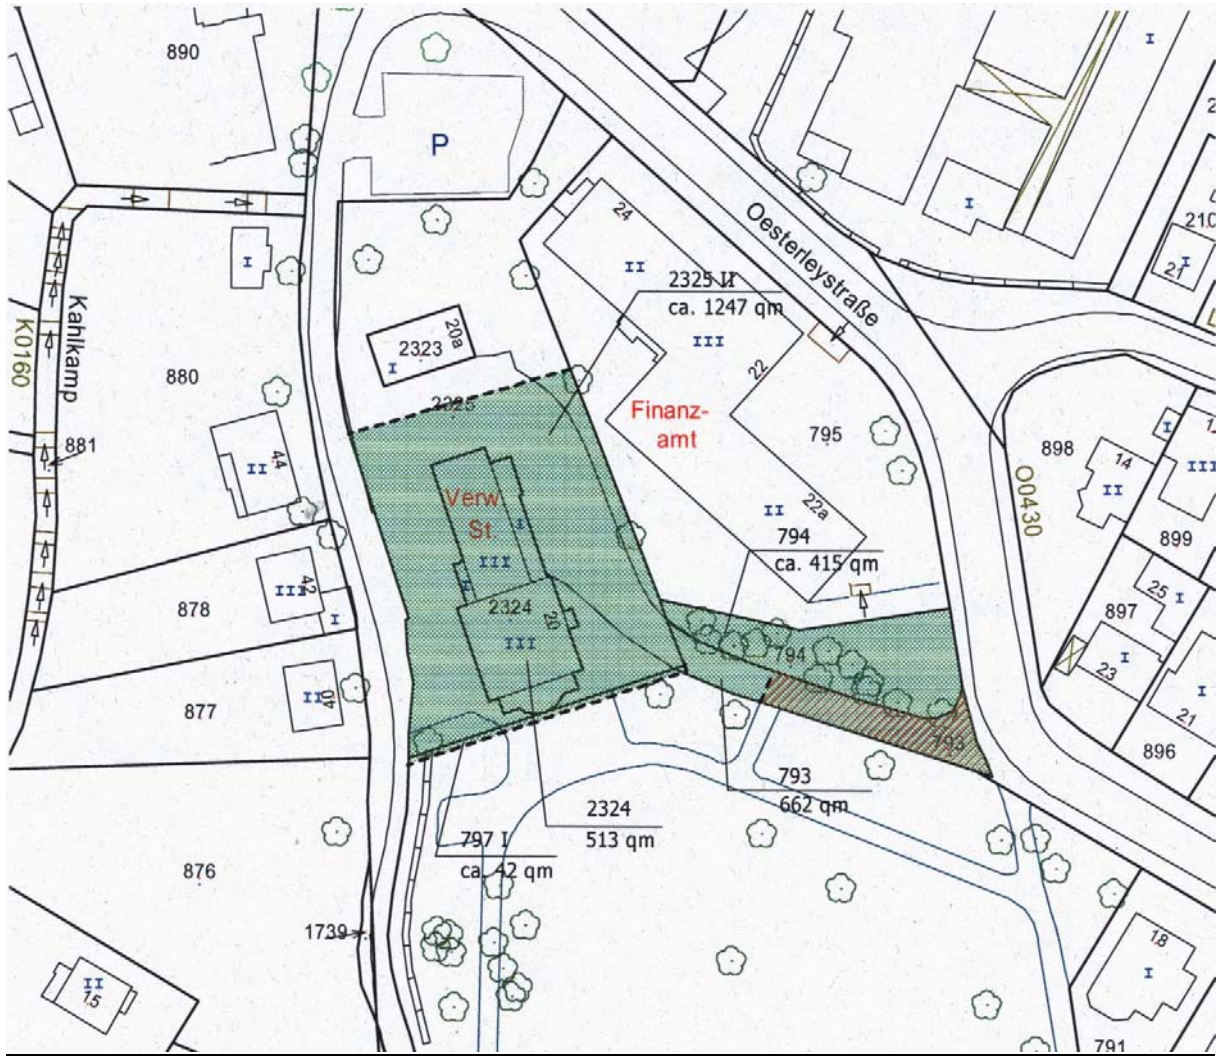 890
P
24
Oesterleystraße
II
2325 II
ca. 1247 qm
III
I
I
21
I
Kahlkamp
K0160
2323
20a
I
880
2325
22
Finanz-
amt
795
881
44
II
898
14
II
III
O0430
Verw.
St.
I
III
II
22a
794
ca. 415 qm
899
25
I
878
42
III
I
2324
20
III
794
897
23
I
877
40
II
793
21
I
896
793
662 qm
2324
513 qm
797 I
ca. 42 qm
876
1739
II
15
18
I
791